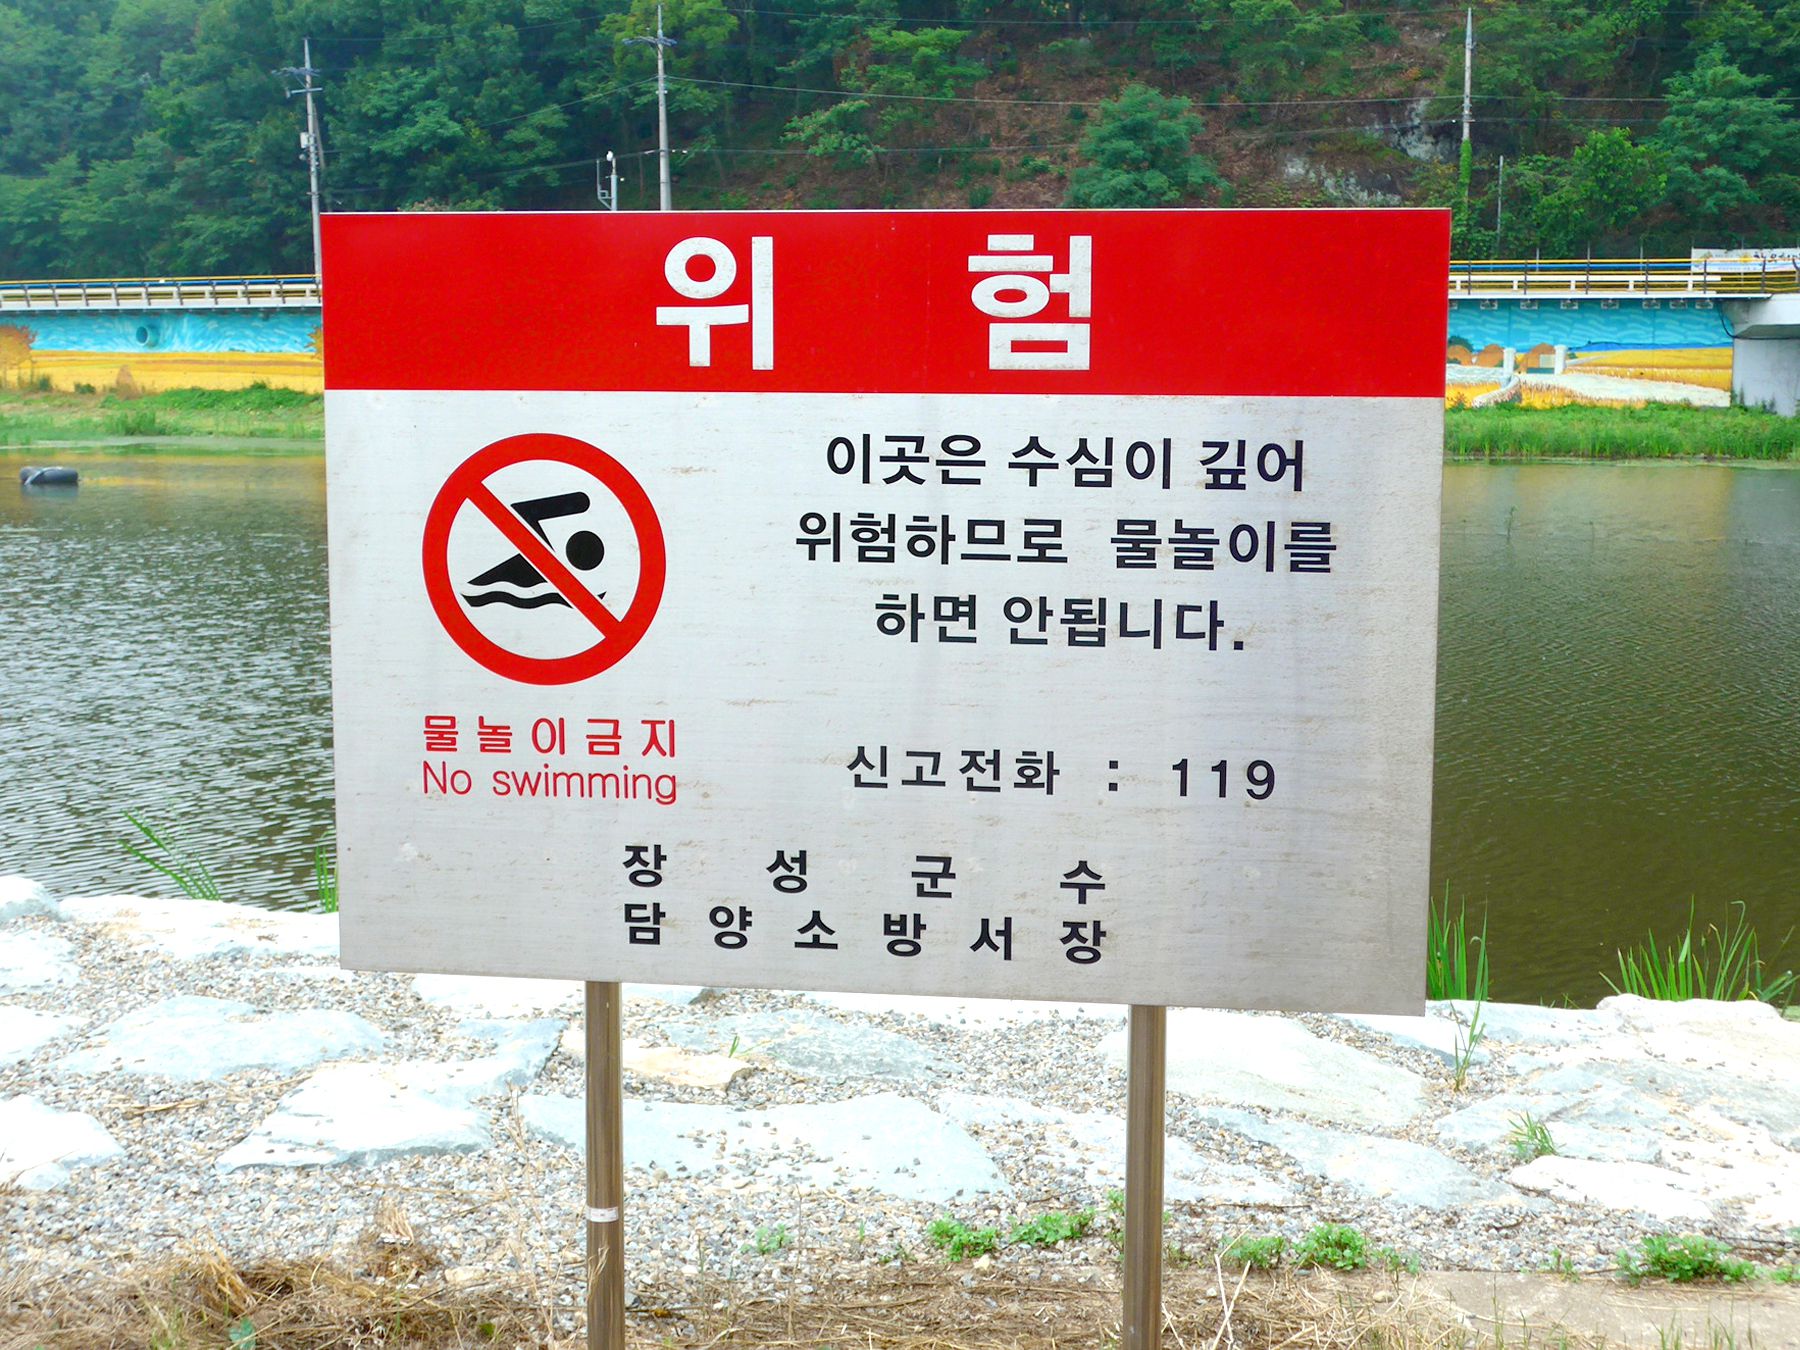 위 험
이곳은 수심이 깊어
위험하므로 물놀이를
하면 안됩니다.
물놀이금지
No swimming
신고전화 : 119
장 성 군 수
담 양 소 방 서 장